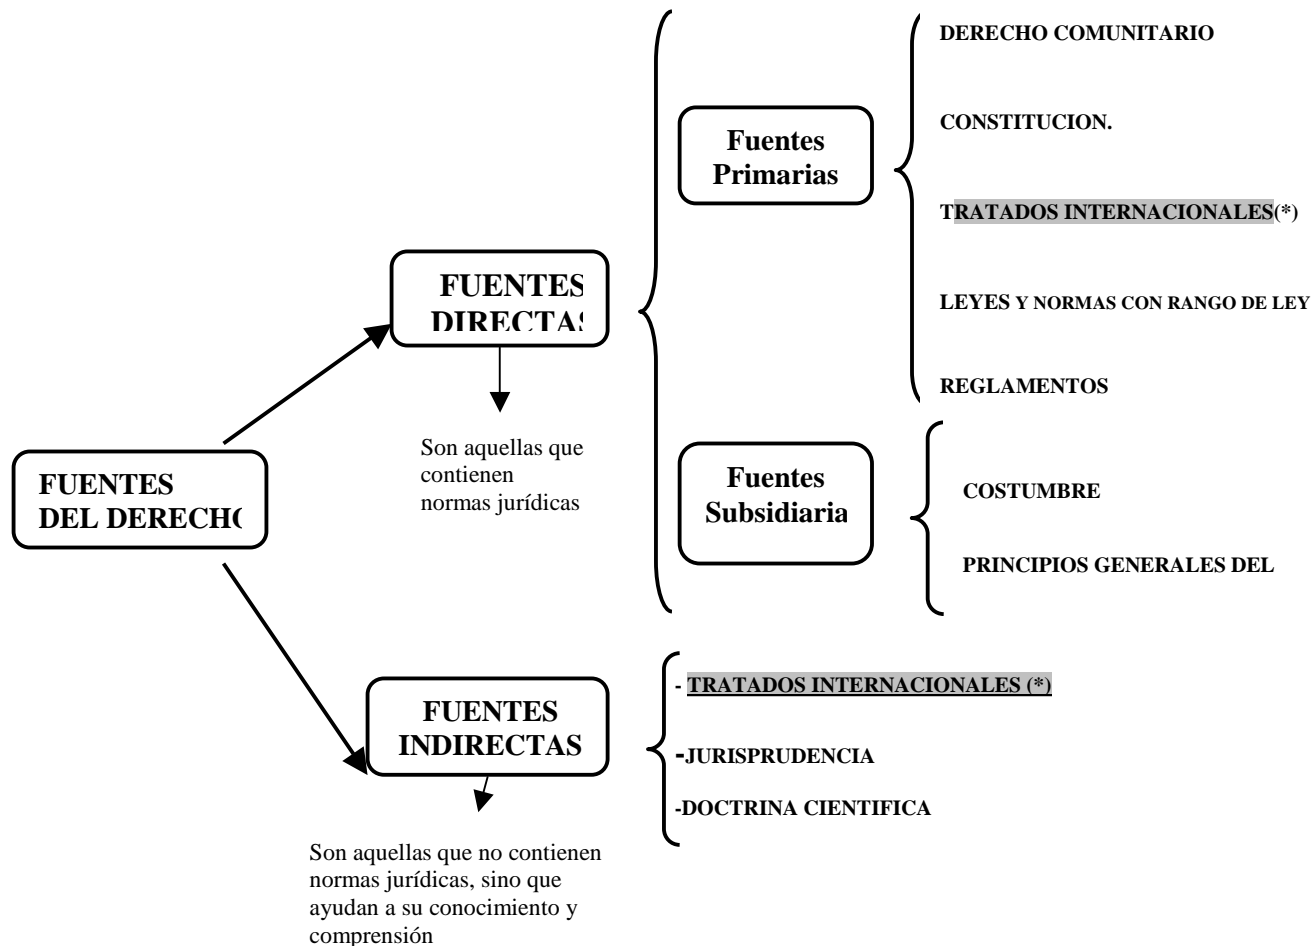 FUENTES
DEL DERECHO
FUENTES
DIRECTAS
Son aquellas que
contienen
normas jurídicas
Fuentes
Primarias
DERECHO COMUNITARIO
CONSTITUCION.
TRATADOS INTERNACIONALES(*)
LEYES Y NORMAS CON RANGO DE LEY
REGLAMENTOS
Fuentes
Subsidiaria
COSTUMBRE
PRINCIPIOS GENERALES DEL
FUENTES
INDIRECTAS
Son aquellas que no contienen
normas jurídicas, sino que
ayudan a su conocimiento y
comprensión
- TRATADOS INTERNACIONALES (*)
-JURISPRUDENCIA
-DOCTRINA CIENTIFICA